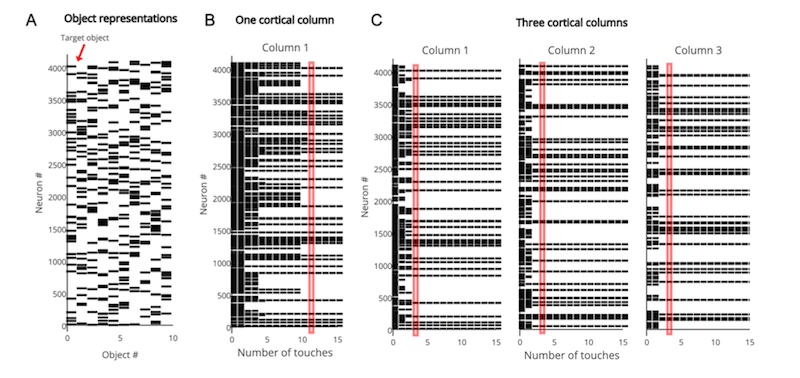 A
Object representations
Target object
4000
3500
3000
2500
2000
1500
1000
500
0
Neuron #
0
5
10
Object #
B
One cortical column
Column 1
4000
3000
2500
2000
1500
1000
500
0
Neuron #
0
5
10
15
Number of touches
C
Three cortical columns
Column 1
Column 2
Column 3
4000
3500
3000
2500
2000
1500
1000
500
0
Neuron #
0
5
10
15
0
5
10
15
0
5
10
15
Number of touches